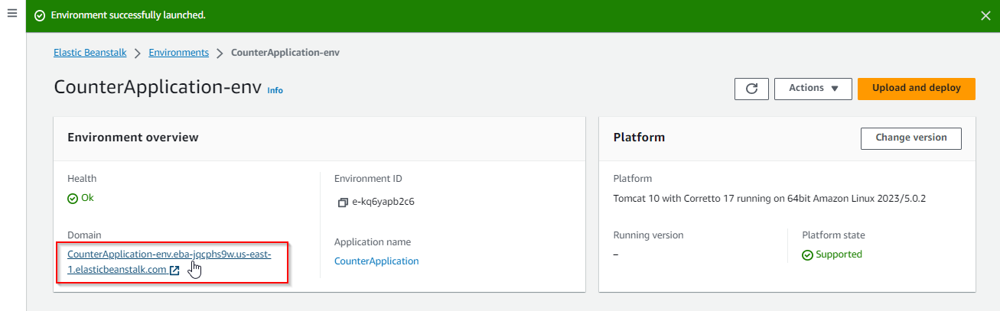 Environment successfully launched.
Elastic Beanstalk
Environments
CounterApplication-env
CounterApplication-env Info
Actions
Upload and deploy
Environment overview
Health
Ok
Environment ID
e-kq6yapb2c6
Domain
CounterApplication-env.eba-jqcphs9w.us-east-
1.elasticbeanstalk.com
Application name
CounterApplication
Platform
Change version
Platform
Tomcat 10 with Corretto 17 running on 64bit Amazon Linux 2023/5.0.2
Running version
–
Platform state
Supported